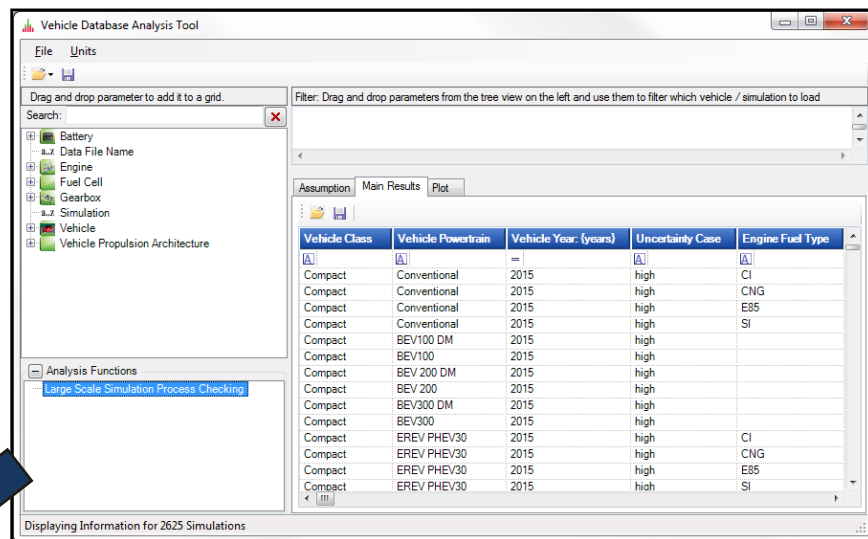 Vehicle Database Analysis Tool
File Units
Drag and drop parameter to add it to a grid.
Search:
Battery
a..z Data File Name
Engine
Fuel Cell
Gearbox
a..z Simulation
Vehicle
Vehicle Propulsion Architecture
Analysis Functions
Large Scale Simulation Process Checking
Filter: Drag and drop parameters from the tree view on the left and use them to filter which vehicle / simulation to load
Assumption Main Results Plot
Vehicle Class Vehicle Powertrain Vehicle Year: {years} Uncertainty Case Engine Fuel Type
A A = A A
Compact Conventional 2015 high CI
Compact Conventional 2015 high CNG
Compact Conventional 2015 high E85
Compact Conventional 2015 high SI
Compact BEV100 DM 2015 high
Compact BEV100 2015 high
Compact BEV 200 DM 2015 high
Compact BEV 200 2015 high
Compact BEV300 DM 2015 high
Compact BEV300 2015 high
Compact EREV PHEV30 2015 high CI
Compact EREV PHEV30 2015 high CNG
Compact EREV PHEV30 2015 high E85
Compact EREV PHEV30 2015 high SI
Displaying Information for 2625 Simulations